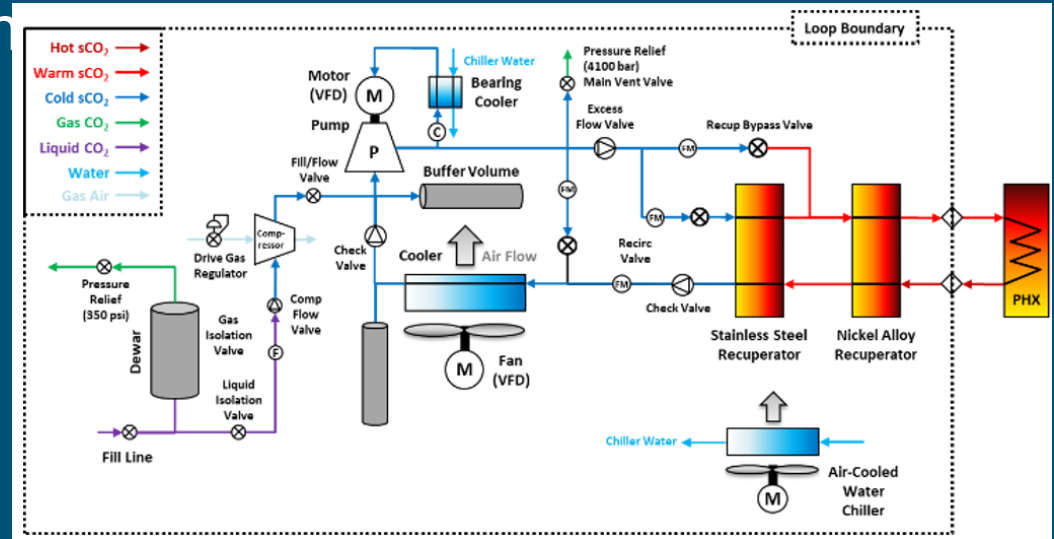 Hot sCO₂
Warm sCO₂
Cold sCO₂
Gas CO₂
Liquid CO₂
Water
Gas Air
Loop Boundary
Motor
(VFD)
M
Pump
P
Chiller Water
Bearing
Cooler
C
Pressure Relief
(4100 bar)
Main Vent Valve
Excess
Flow Valve
FM
Recup Bypass Valve
Fill/Flow
Valve
Buffer Volume
FM
FM
Comp-
ressor
Drive Gas
Regulator
Check
Valve
Cooler
Air Flow
Recirc
Valve
FM
Check Valve
PHX
Pressure
Relief
(350 psi)
Dewar
Gas
Isolation
Valve
Comp
Flow
Valve
F
Liquid
Isolation
Valve
Fill Line
M
Fan
(VFD)
Stainless Steel
Recuperator
Nickel Alloy
Recuperator
Chiller Water
Air-Cooled
Water
Chiller
M